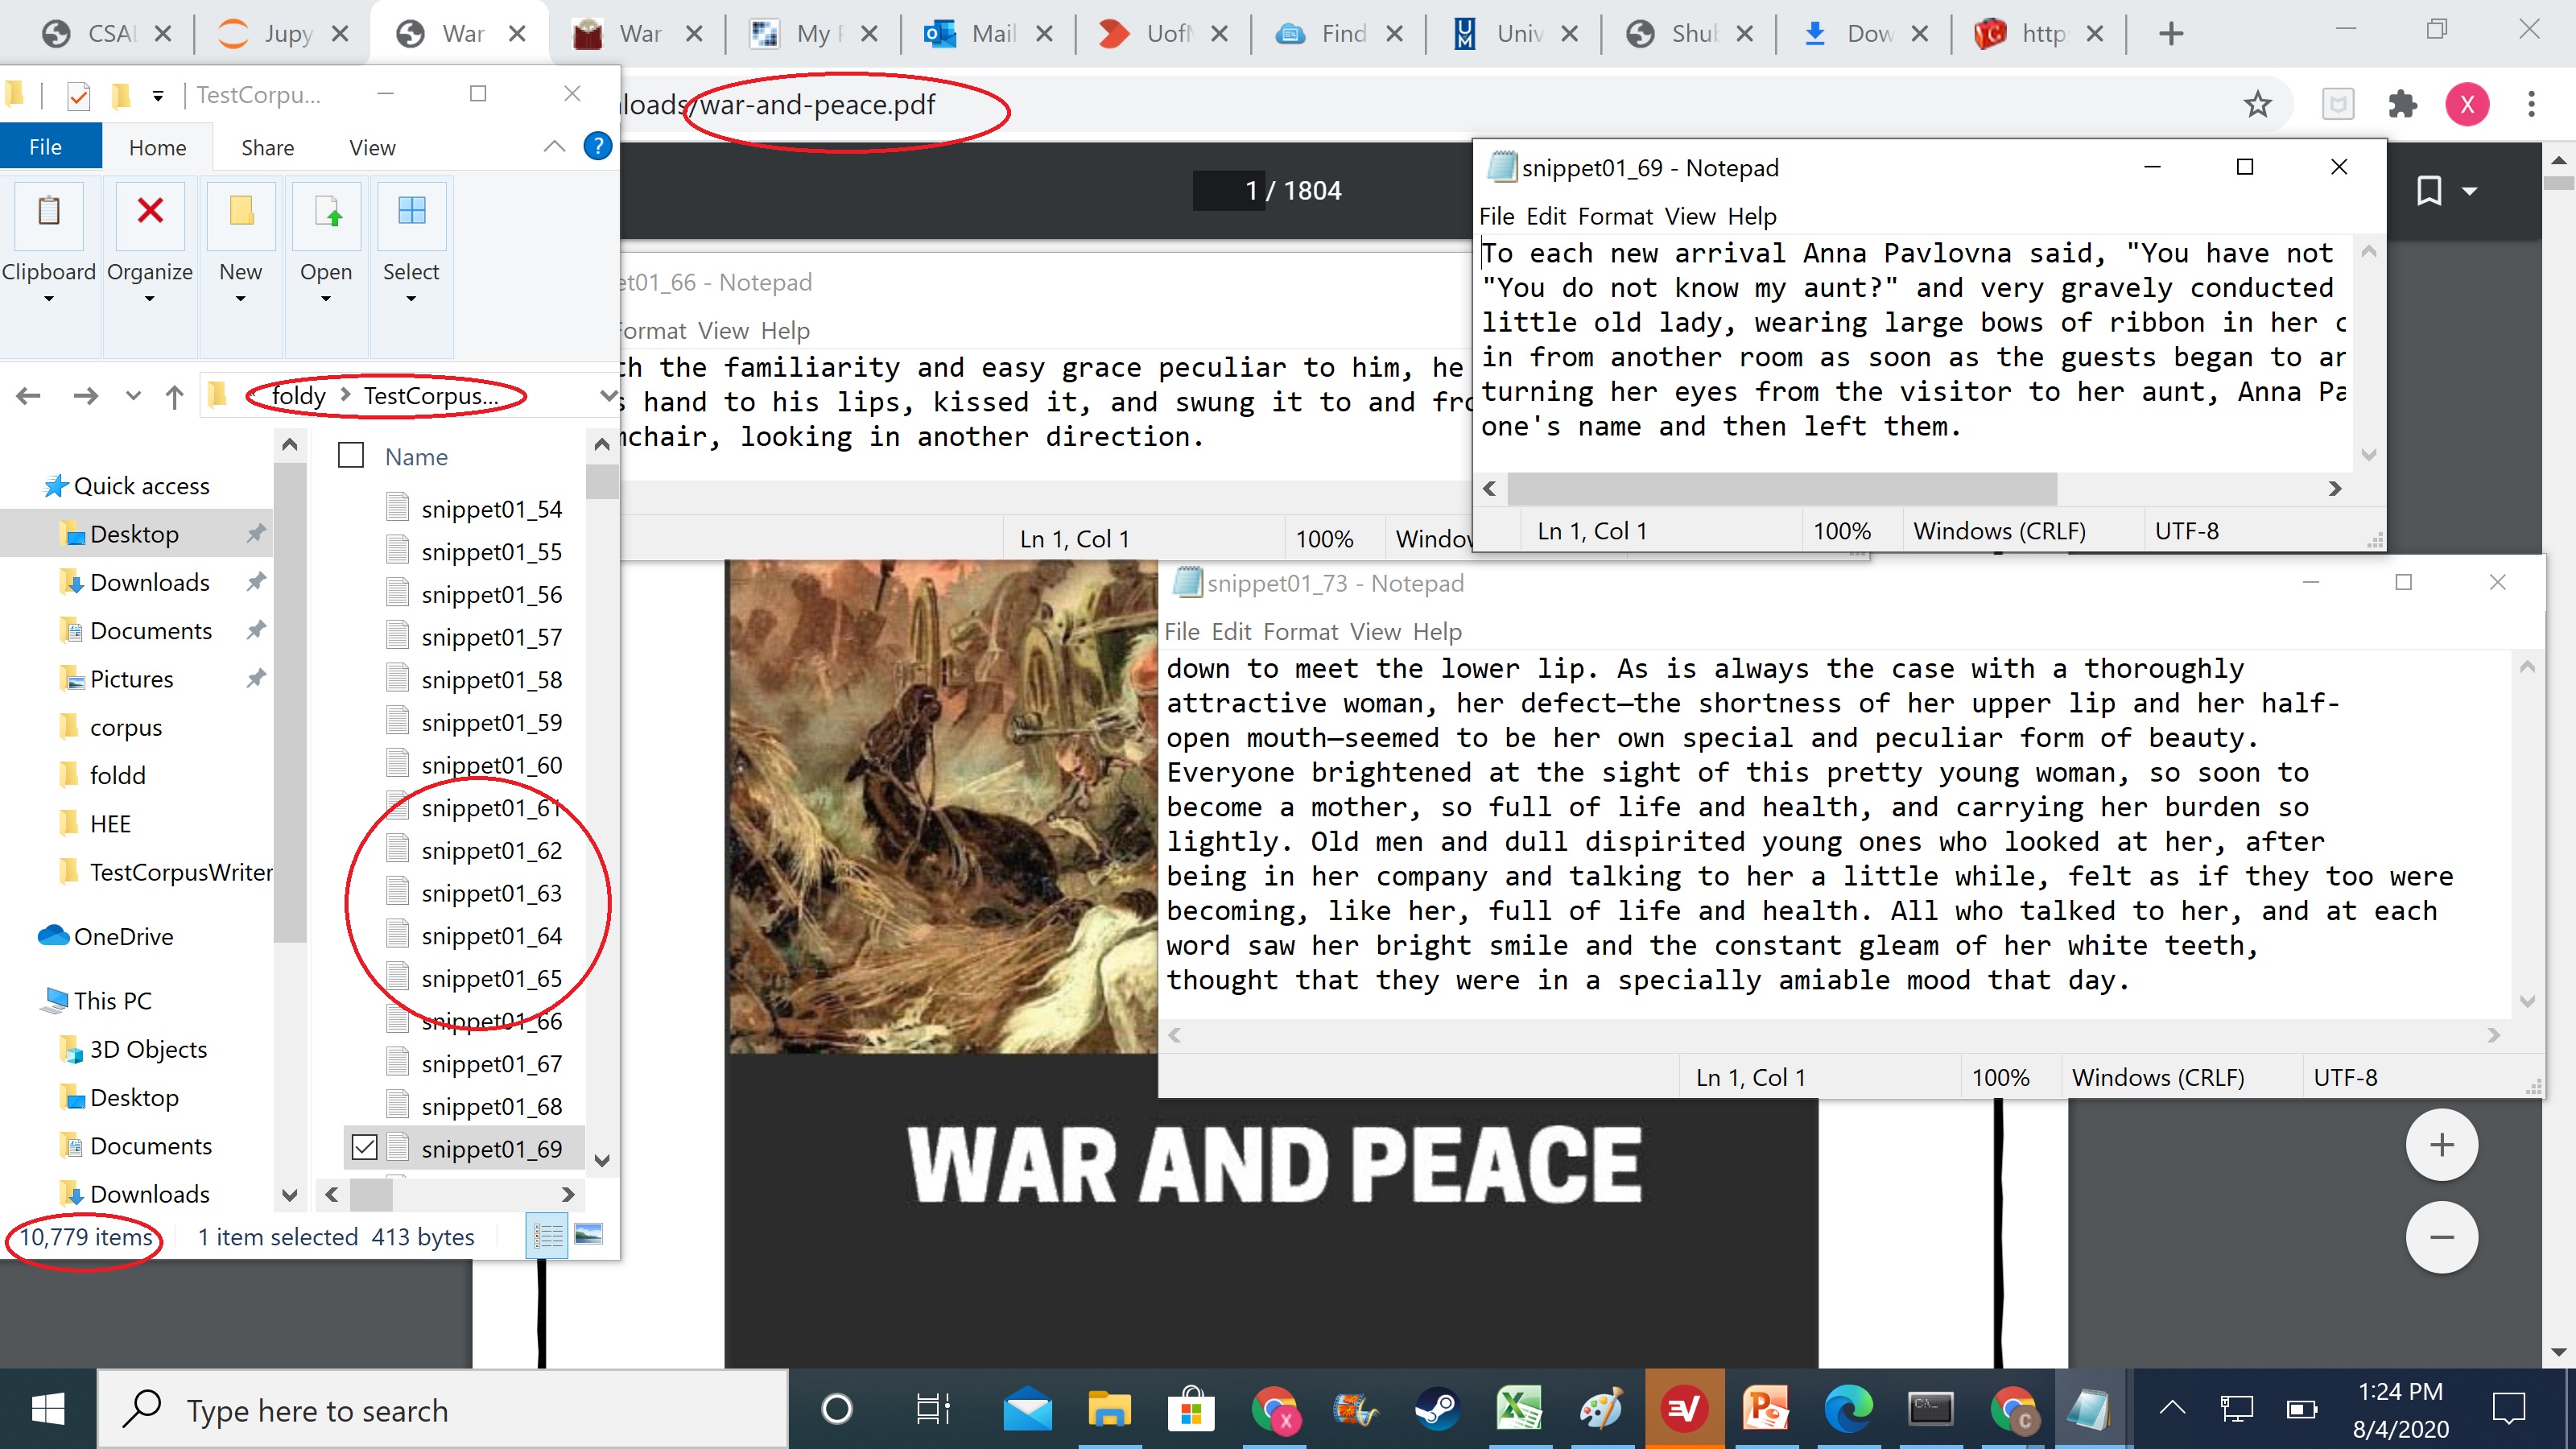 CSAL
Jupy
War
War
My
Mail
Uof
Find
Univ
Shu
Dow
http
TestCorpu...
loads/war-and-peace.pdf
X
File
Home
Share
View
?
Clipboard
Organize
New
Open
Select
foldy
TestCorpus...
Quick access
Desktop
Downloads
Documents
Pictures
corpus
foldd
HEE
TestCorpusWriter
OneDrive
This PC
3D Objects
Desktop
Documents
Downloads
Name
snippet01_54
snippet01_55
snippet01_56
snippet01_57
snippet01_58
snippet01_59
snippet01_60
snippet01_61
snippet01_62
snippet01_63
snippet01_64
snippet01_65
snippet01_66
snippet01_67
snippet01_68
snippet01_69
10,779 items
1 item selected 413 bytes
1 / 1804
et01_66 - Notepad
Format View Help
th the familiarity and easy grace peculiar to him, he
s hand to his lips, kissed it, and swung it to and fro
mchair, looking in another direction.
Ln 1, Col 1
100%
Window
snippet01_69 - Notepad
File Edit Format View Help
To each new arrival Anna Pavlovna said, "You have not
"You do not know my aunt?" and very gravely conducted
little old lady, wearing large bows of ribbon in her c
in from another room as soon as the guests began to ar
turning her eyes from the visitor to her aunt, Anna Pa
one's name and then left them.
Ln 1, Col 1
100%
Windows (CRLF)
UTF-8
snippet01_73 - Notepad
File Edit Format View Help
down to meet the lower lip. As is always the case with a thoroughly
attractive woman, her defect—the shortness of her upper lip and her half-
open mouth—seemed to be her own special and peculiar form of beauty.
Everyone brightened at the sight of this pretty young woman, so soon to
become a mother, so full of life and health, and carrying her burden so
lightly. Old men and dull dispirited young ones who looked at her, after
being in her company and talking to her a little while, felt as if they too were
becoming, like her, full of life and health. All who talked to her, and at each
word saw her bright smile and the constant gleam of her white teeth,
thought that they were in a specially amiable mood that day.
Ln 1, Col 1
100%
Windows (CRLF)
UTF-8
WAR AND PEACE
Type here to search
1:24 PM
8/4/2020